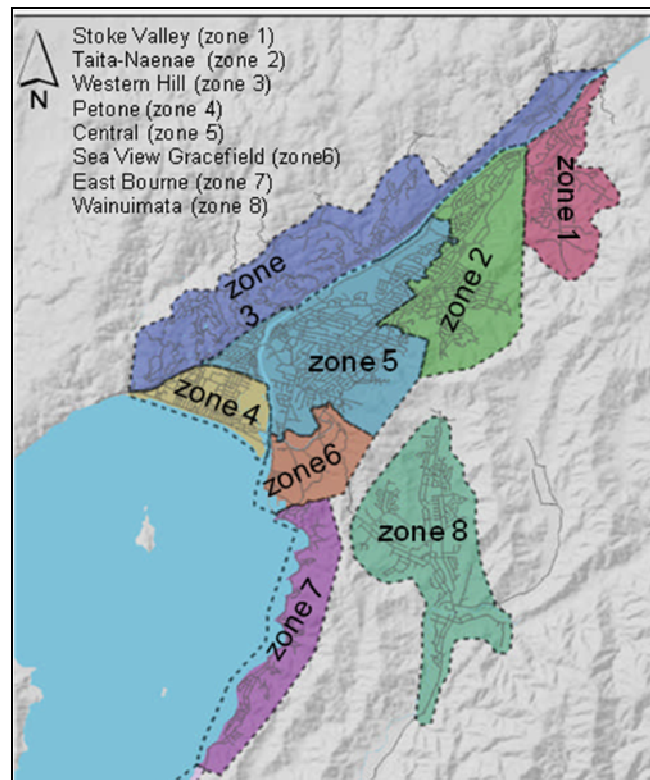 Stoke Valley (zone 1)
Taita-Naenae (zone 2)
Western Hill (zone 3)
Petone (zone 4)
Central (zone 5)
Sea View Gracefield (zone6)
East Bourne (zone 7)
Wainuimata (zone 8)
N
zone 1
zone 2
zone
3
zone 5
zone 4
zone6
zone 8
zone 7